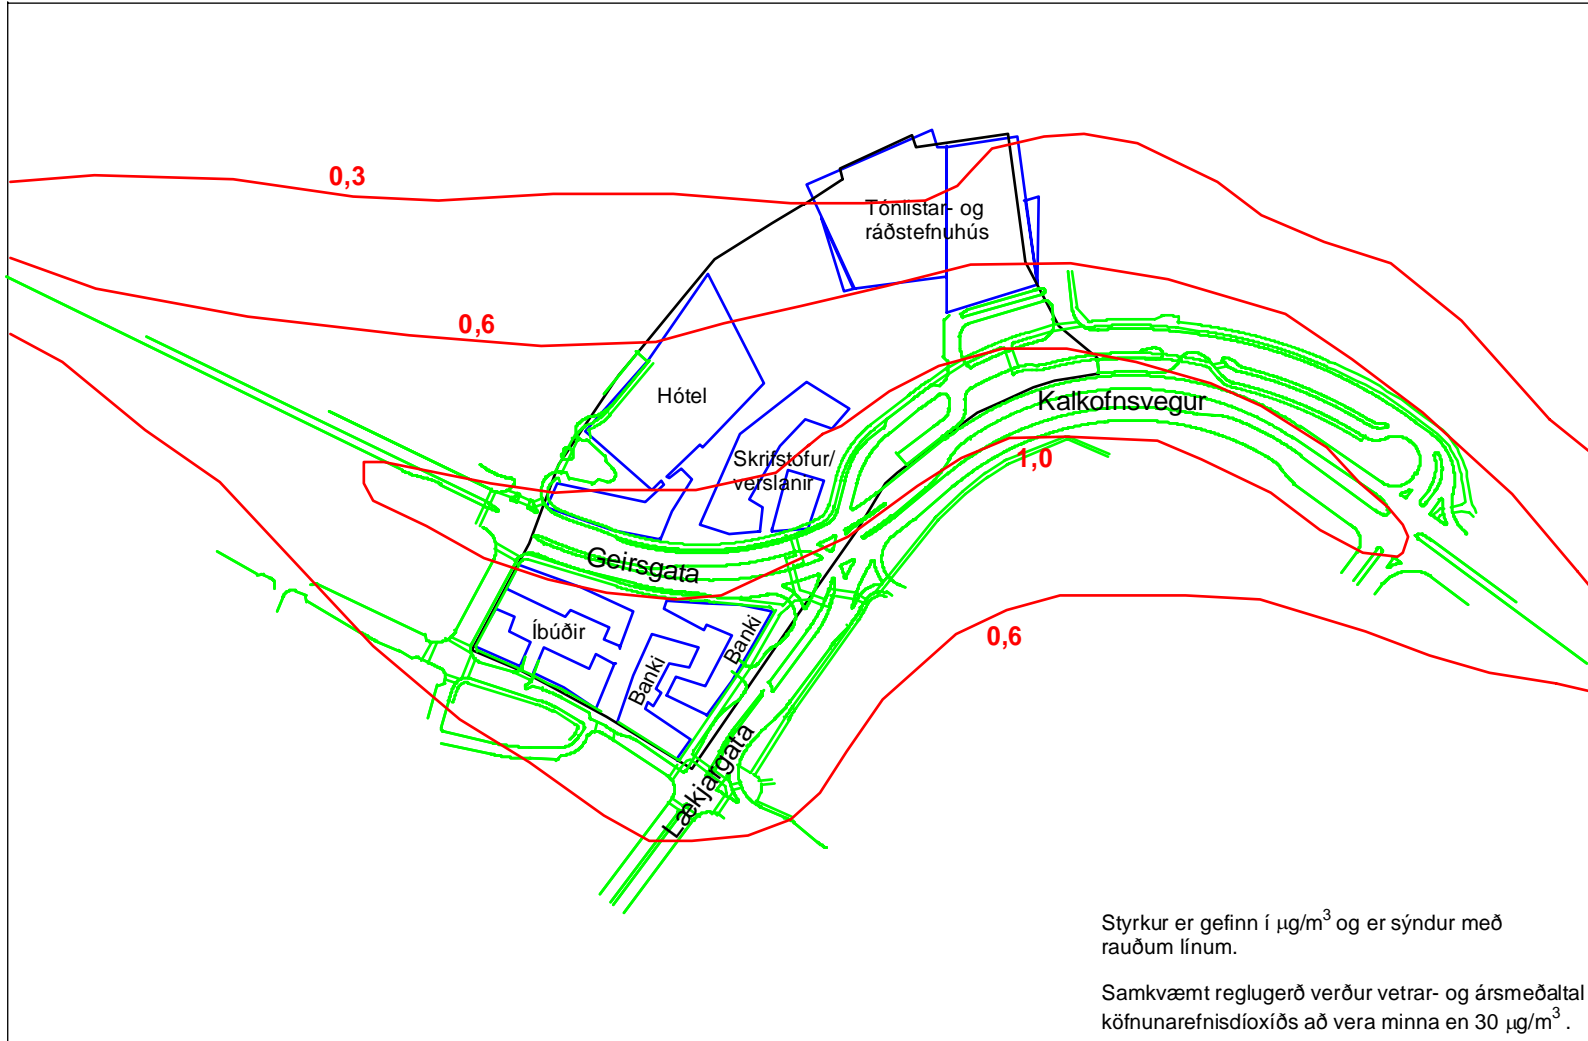 0,3
Tónlistar- og
ráðstefnuhús
0,6
Hótel
Kalkofnsvegur
Skrifstofur/
verslanir
1,0
Geirsgata
Íbúðir
Banki
Banki
0,6
Lækjargata
Styrkur er gefinn í µg/m³ og er sýndur með
rauðum línum.
Samkvæmt reglugerð verður vetrar- og ársmeðaltal
köfnunarefnisdíoxíðs að vera minna en 30 µg/m³ .